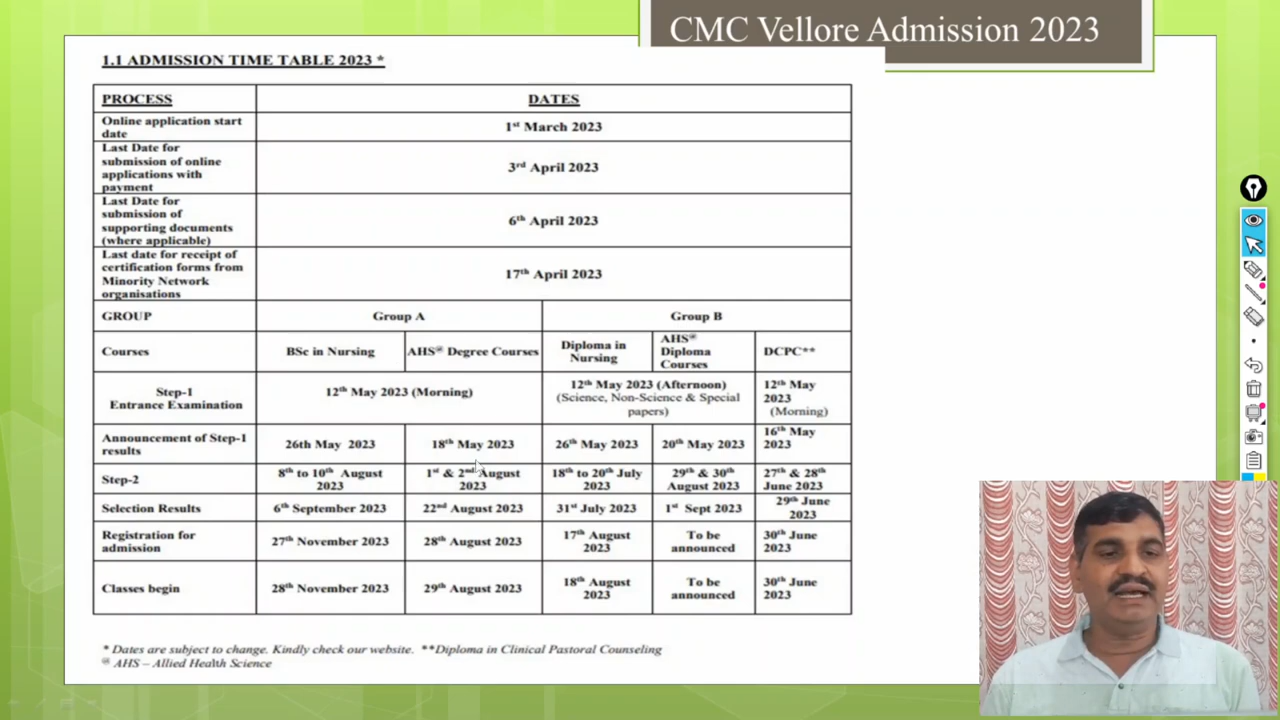 CMC Vellore Admission 2023
1.1 ADMISSION TIME TABLE 2023 *
PROCESS
DATES
Online application start
date
1st March 2023
Last Date for
submission of online
applications with
payment
3rd April 2023
Last Date for
submission of
supporting documents
(where applicable)
6th April 2023
Last date for receipt of
certification forms from
Minority Network
organisations
17th April 2023
GROUP
Group A
Group B
Courses
BSc in Nursing
AHS@ Degree Courses
Diploma in
Nursing
AHS@
Diploma
Courses
DCPC**
Step-1
Entrance Examination
12th May 2023 (Morning)
12th May 2023 (Afternoon)
(Science, Non-Science & Special
papers)
12th May
2023
(Morning)
Announcement of Step-1
results
26th May 2023
18th May 2023
26th May 2023
20th May 2023
16th May
2023
Step-2
8th to 10th August
2023
1st & 2nd August
2023
18th to 20th July
2023
29th & 30th
August 2023
27th & 28th
June 2023
Selection Results
6th September 2023
22nd August 2023
31st July 2023
1st Sept 2023
29th June
2023
Registration for
admission
27th November 2023
28th August 2023
17th August
2023
To be
announced
30th June
2023
Classes begin
28th November 2023
29th August 2023
18th August
2023
To be
announced
30th June
2023
* Dates are subject to change. Kindly check our website. **Diploma in Clinical Pastoral Counseling
@ AHS – Allied Health Science